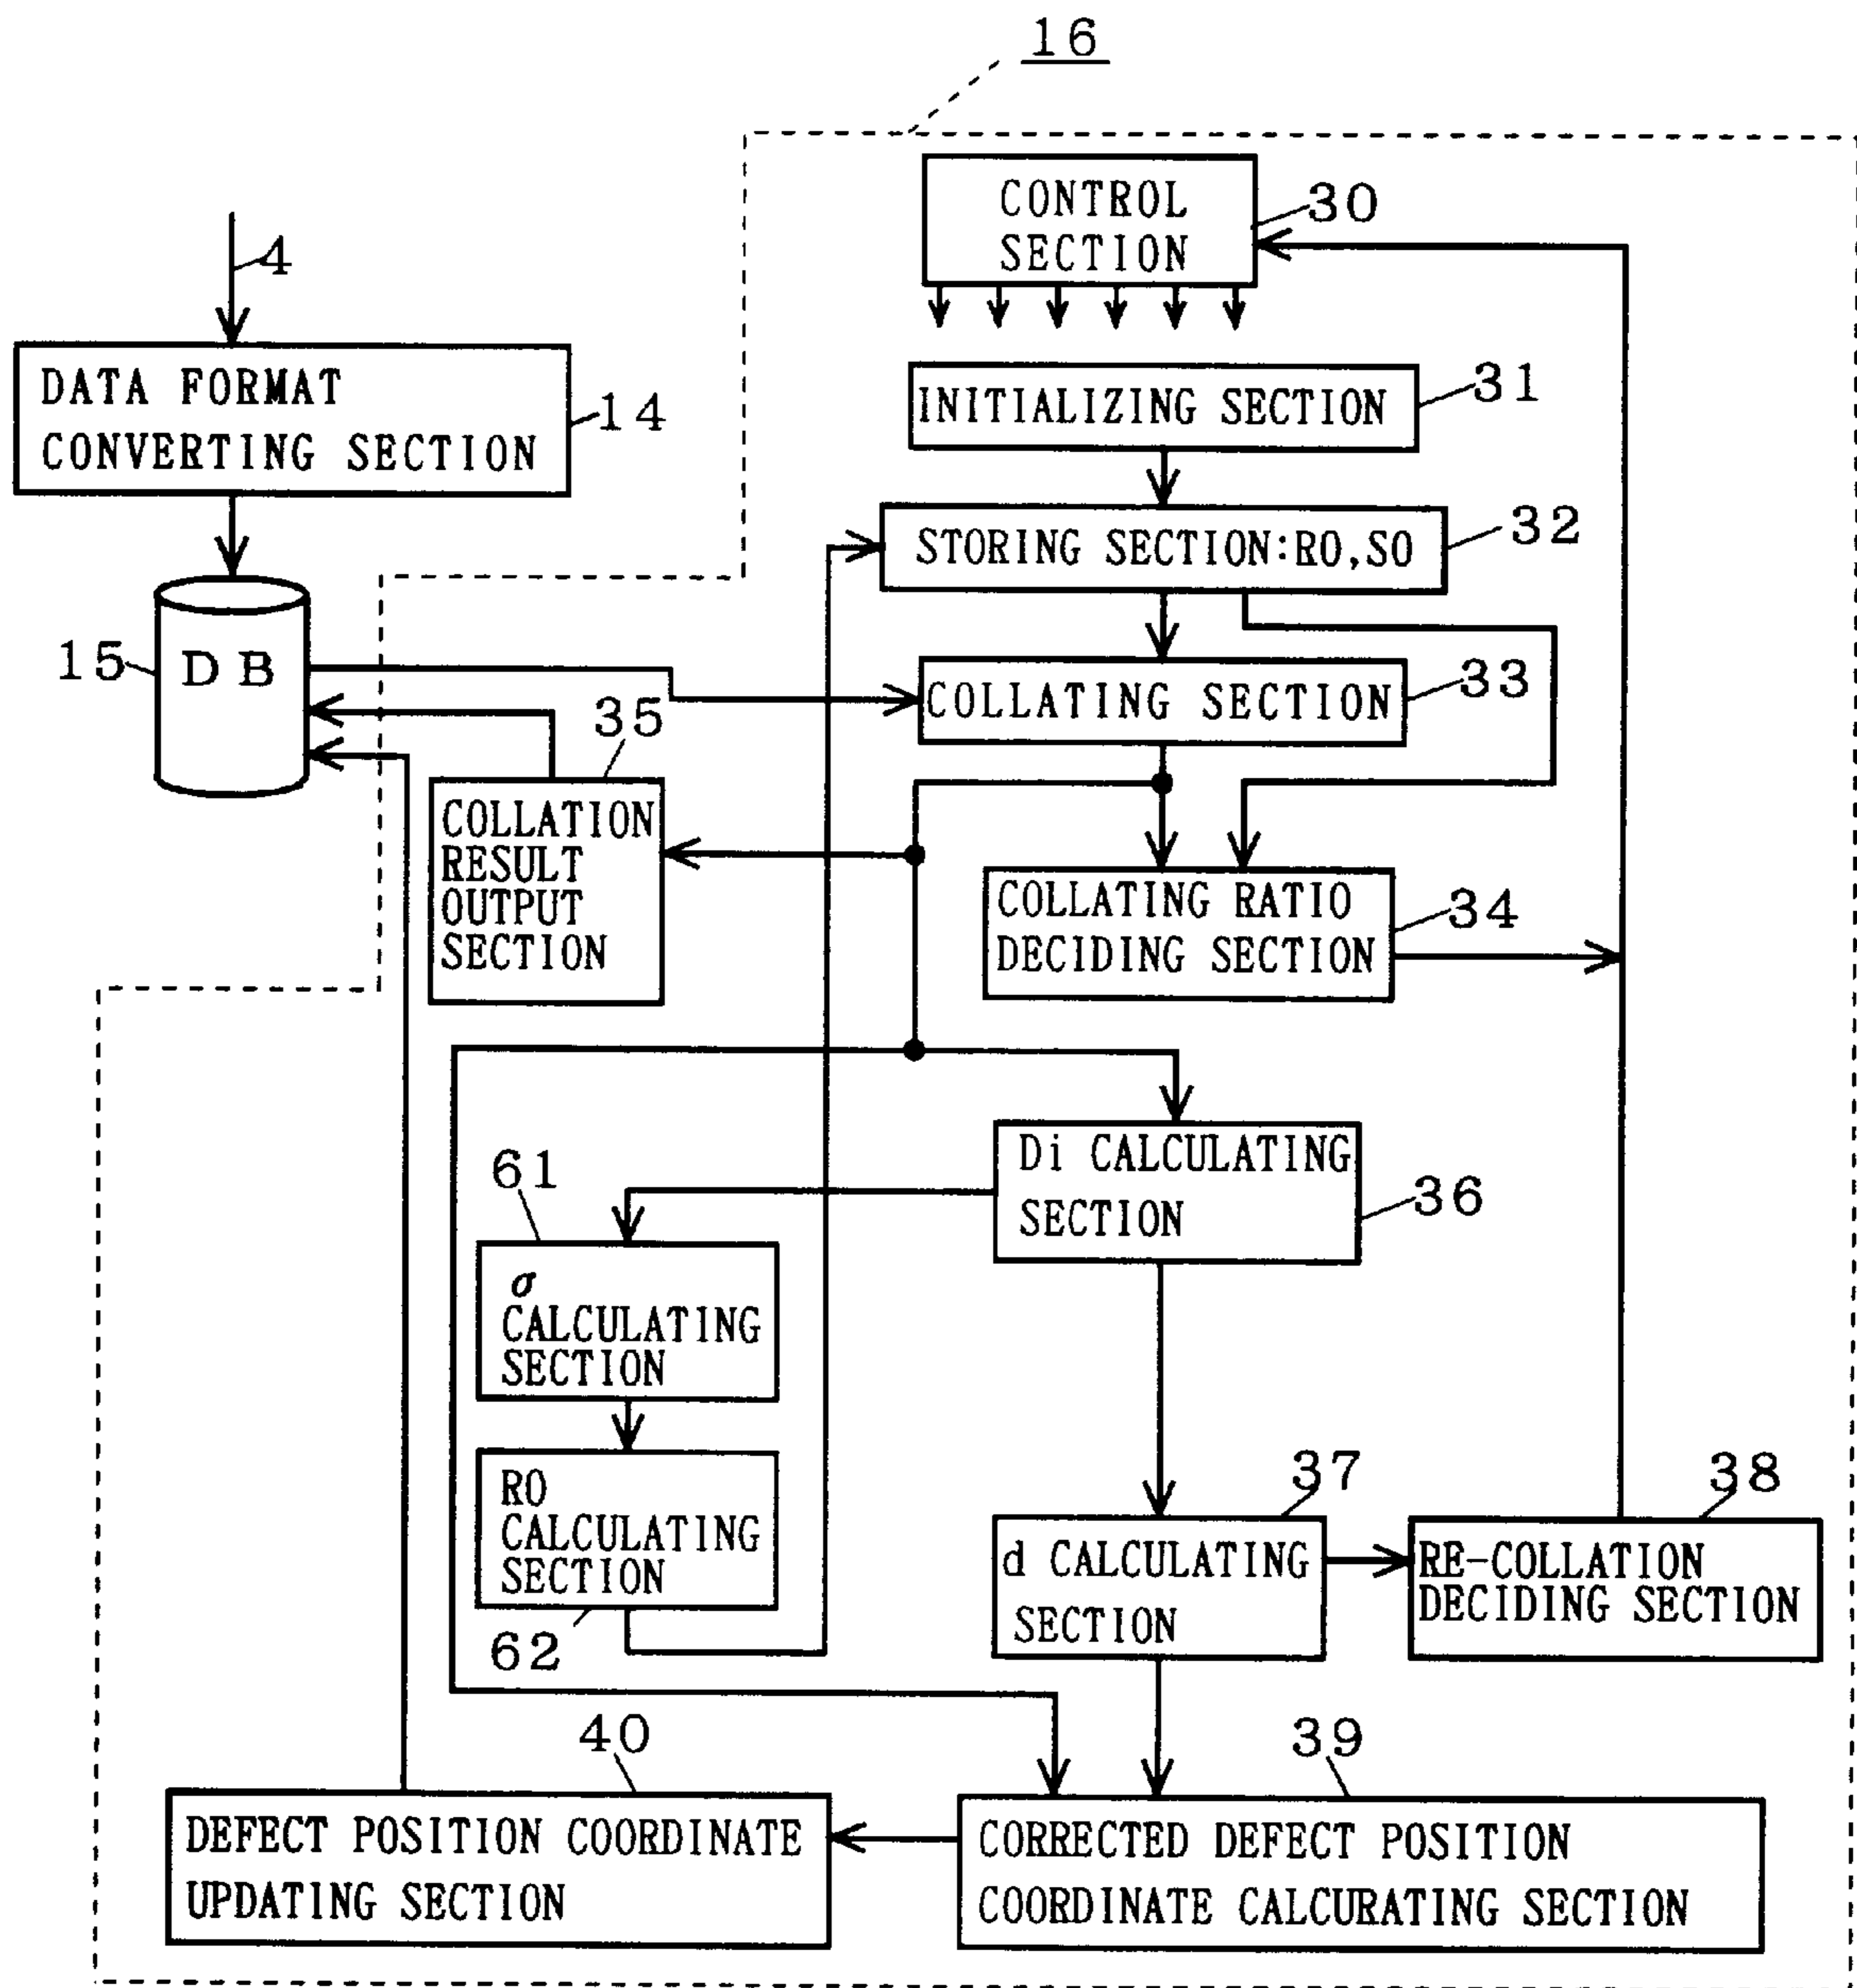 16
CONTROL
SECTION
30
4
INITIALIZING SECTION
31
DATA FORMAT
CONVERTING SECTION
14
STORING SECTION:R0,S0
32
15
DB
COLLATING SECTION
33
35
COLLATION
RESULT
OUTPUT
SECTION
COLLATING RATIO
DECIDING SECTION
34
Di CALCULATING
SECTION
36
61
σ
CALCULATING
SECTION
R0
CALCULATING
SECTION
62
37
d CALCULATING
SECTION
38
RE-COLLATION
DECIDING SECTION
40
DEFECT POSITION COORDINATE
UPDATING SECTION
39
CORRECTED DEFECT POSITION
COORDINATE CALCURATING SECTION